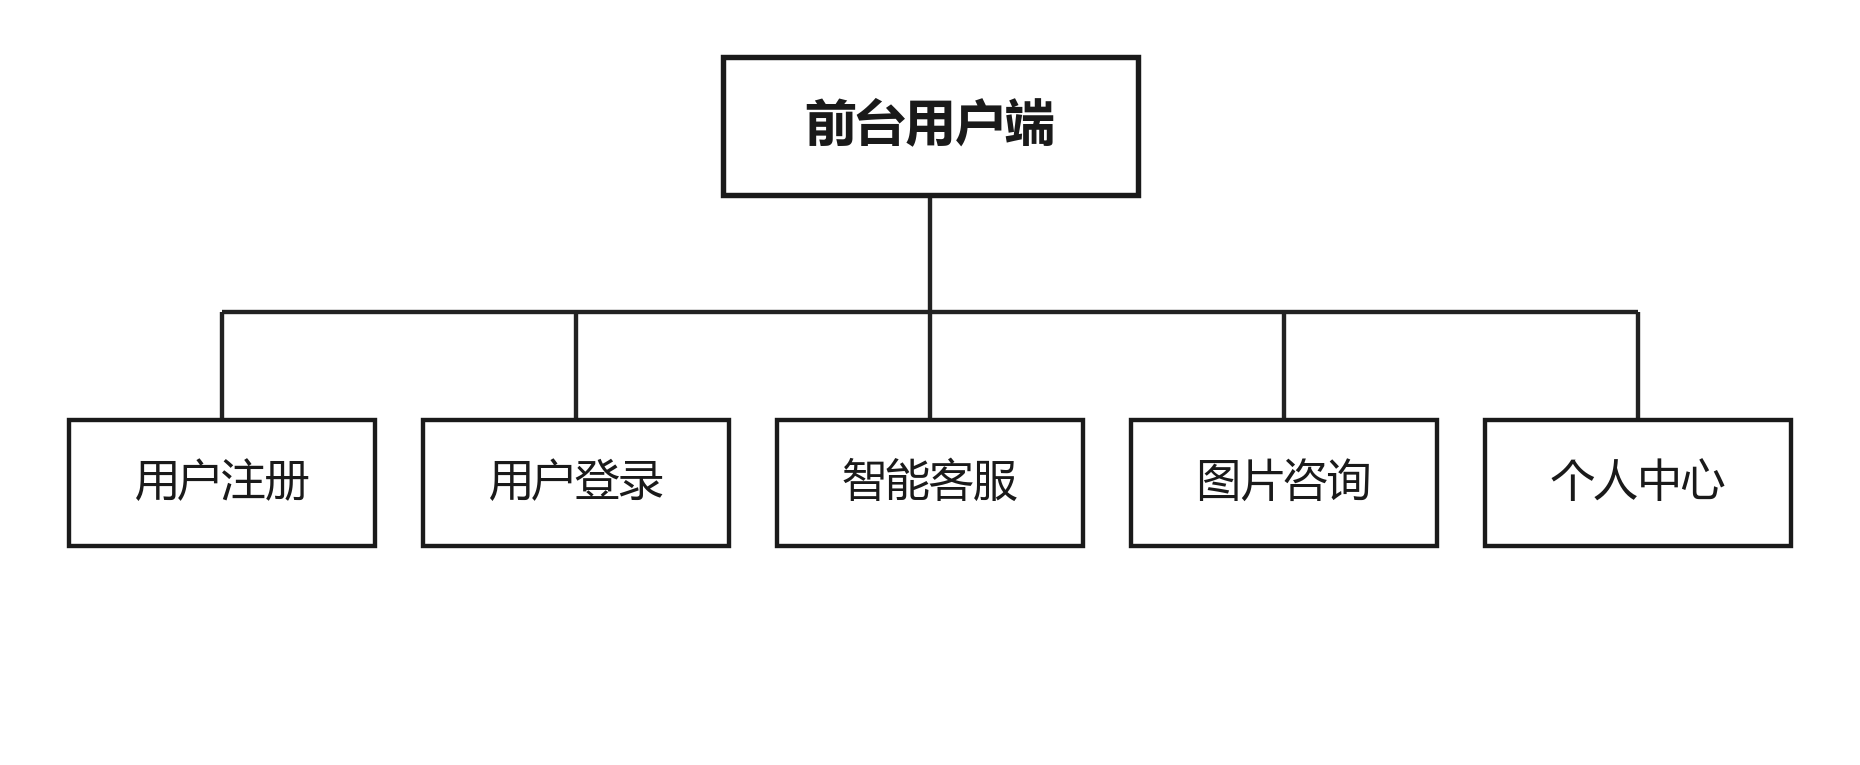 前台用户端
用户注册
用户登录
智能客服
图片咨询
个人中心